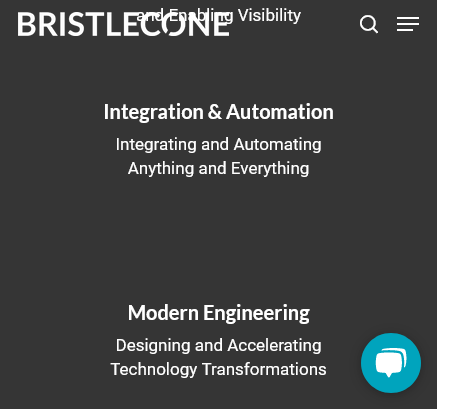 BRISTLECONE
and Enabling Visibility
Integration & Automation
Integrating and Automating
Anything and Everything
Modern Engineering
Designing and Accelerating
Technology Transformations